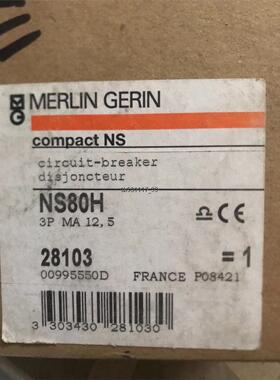 MERLIN GERIN
compact NS
circuit-breaker
disjoncteur
NS80H
3P MA 12,5
28103 = 1
00995550D FRANCE P08421
3 303430 281030